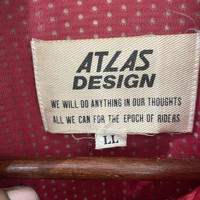 ATLAS
DESIGN
WE WILL DO ANYTHING IN OUR THOUGHTS
ALL WE CAN FOR THE EPOCH OF RIDERS
LL